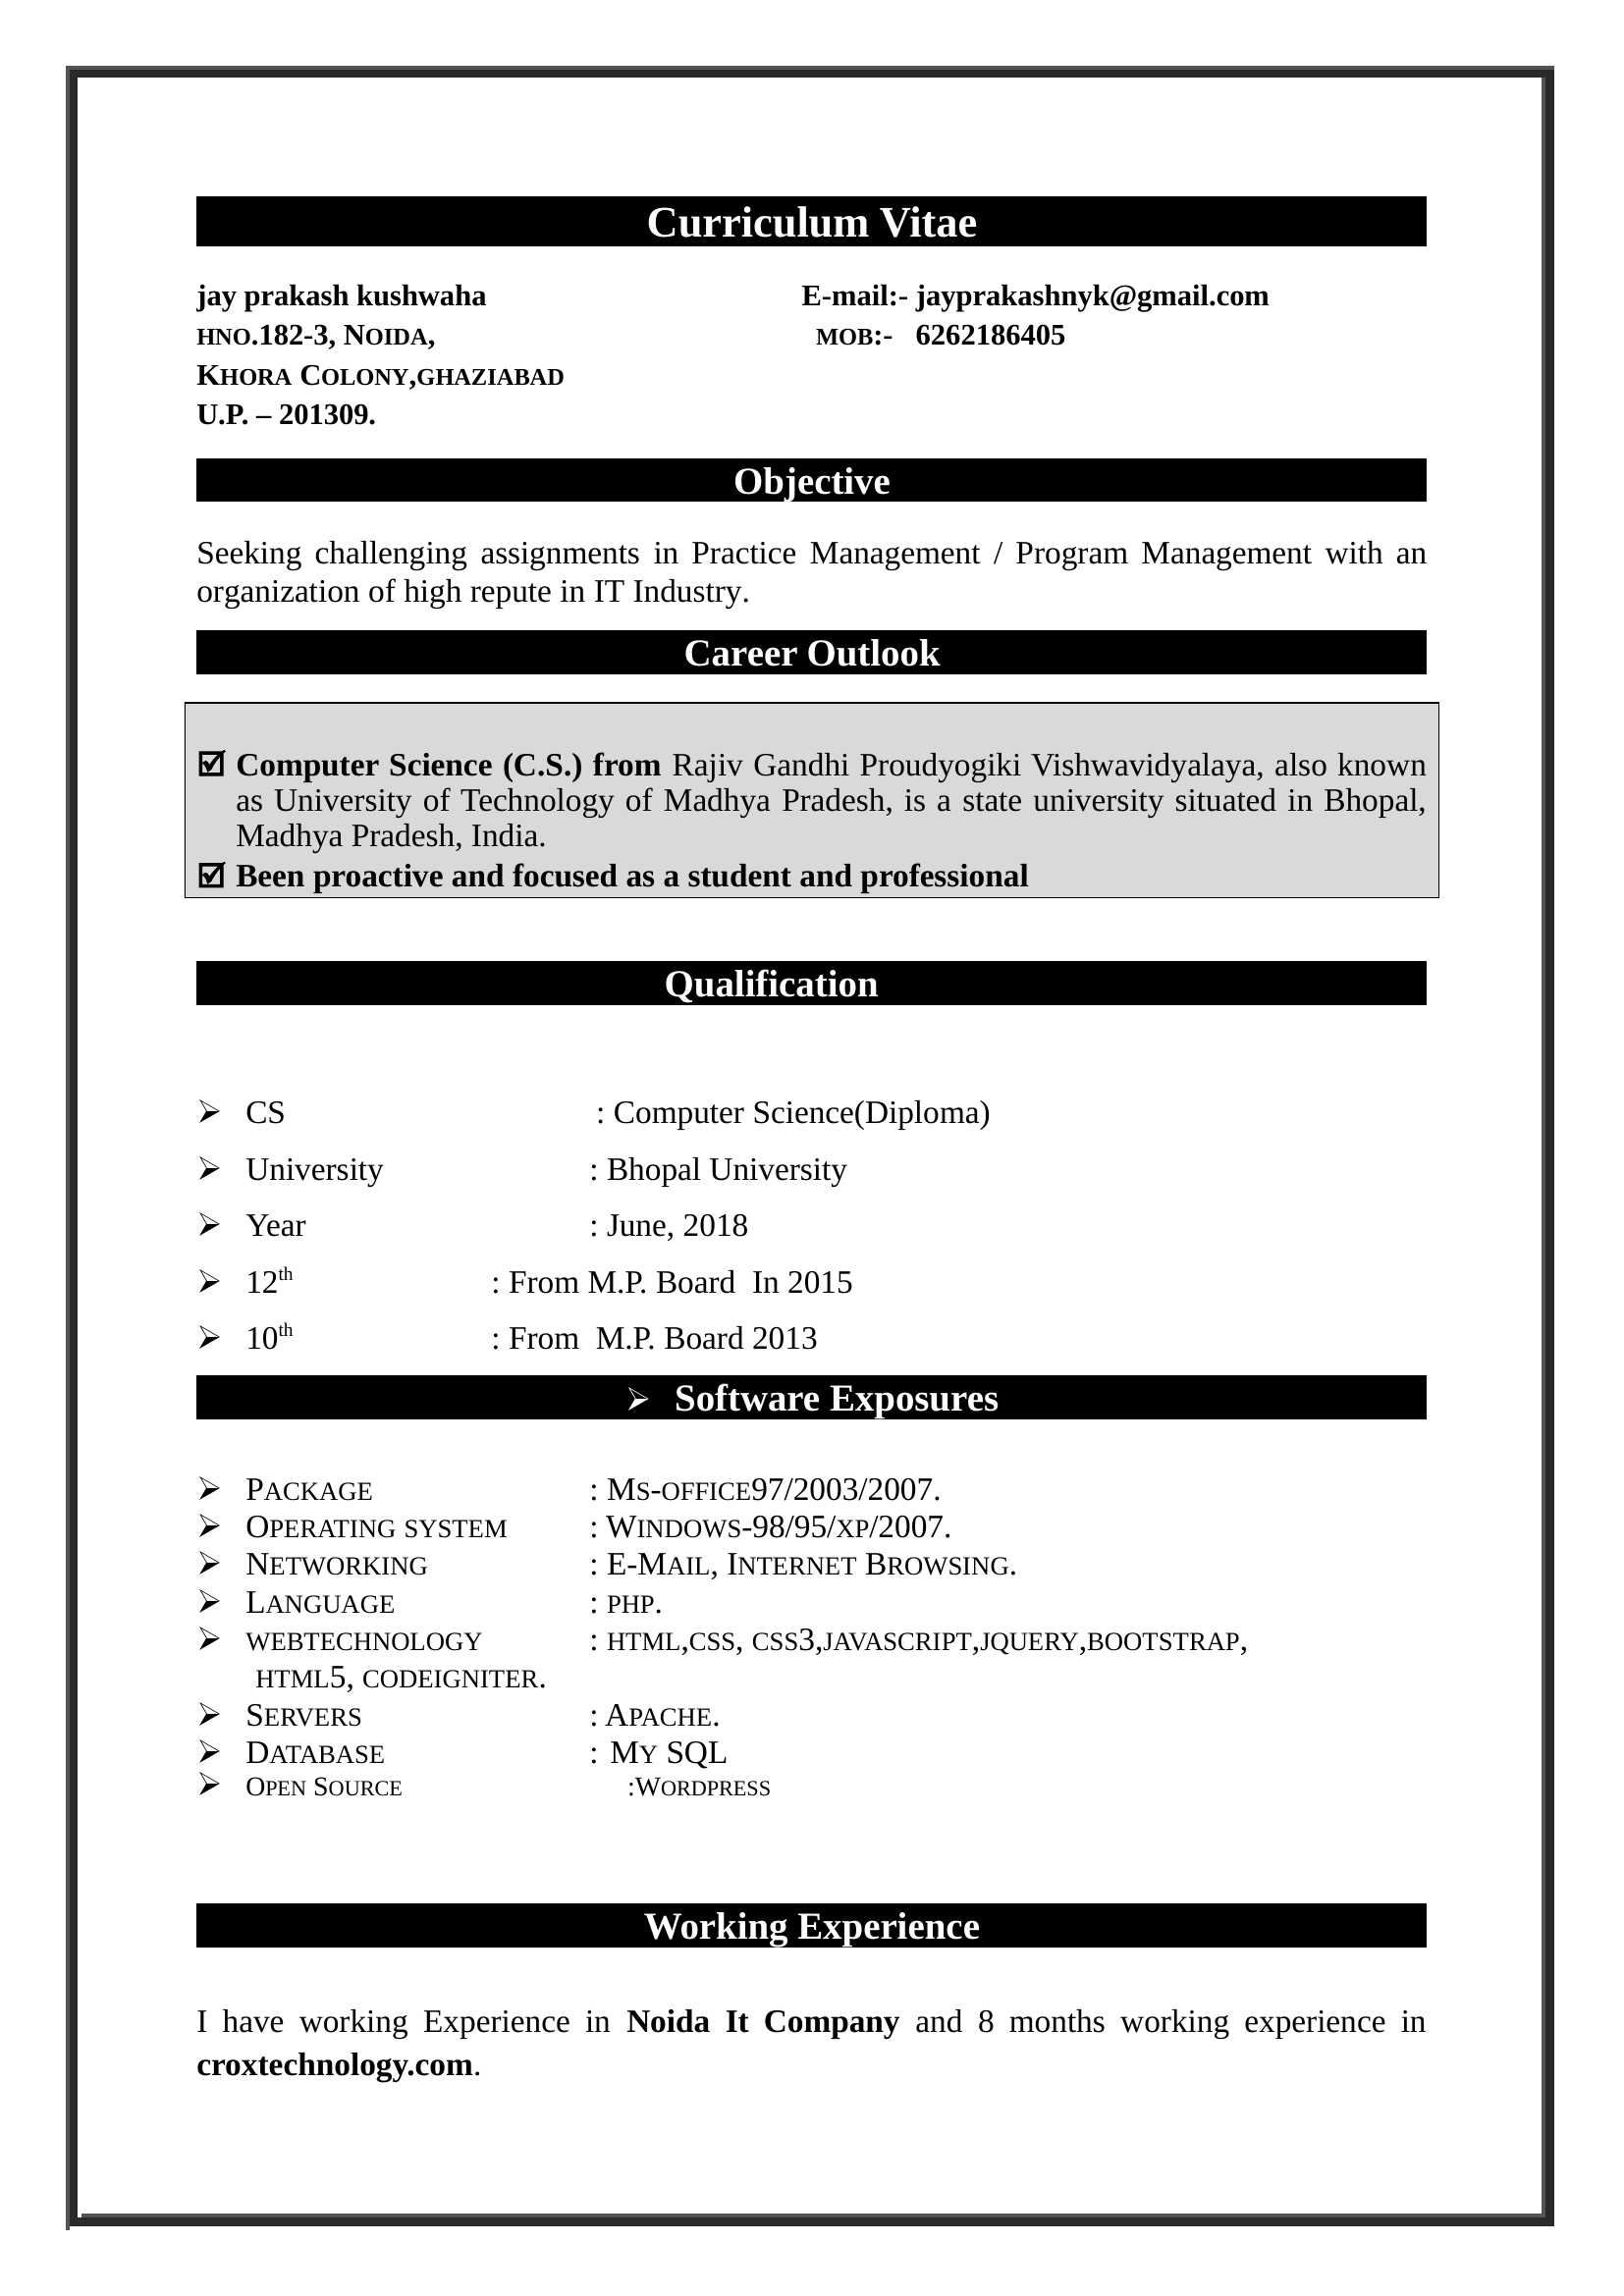 Curriculum Vitae
jay prakash kushwaha E-mail:- jayprakashnyk@gmail.com
HNO.182-3, NOIDA, MOB:- 6262186405
KHORA COLONY,GHAZIABAD
U.P. – 201309.
Objective
Seeking challenging assignments in Practice Management / Program Management with an
organization of high repute in IT Industry.
Career Outlook
☑ Computer Science (C.S.) from Rajiv Gandhi Proudyogiki Vishwavidyalaya, also known
as University of Technology of Madhya Pradesh, is a state university situated in Bhopal,
Madhya Pradesh, India.
☑ Been proactive and focused as a student and professional
Qualification
➢ CS : Computer Science(Diploma)
➢ University : Bhopal University
➢ Year : June, 2018
➢ 12th : From M.P. Board In 2015
➢ 10th : From M.P. Board 2013
➢ Software Exposures
➢ PACKAGE : MS-OFFICE97/2003/2007.
➢ OPERATING SYSTEM : WINDOWS-98/95/XP/2007.
➢ NETWORKING : E-MAIL, INTERNET BROWSING.
➢ LANGUAGE : PHP.
➢ WEBTECHNOLOGY : HTML,CSS, CSS3,JAVASCRIPT,JQUERY,BOOTSTRAP,
HTML5, CODEIGNITER.
➢ SERVERS : APACHE.
➢ DATABASE : MY SQL
➢ OPEN SOURCE :WORDPRESS
Working Experience
I have working Experience in Noida It Company and 8 months working experience in
croxtechnology.com.